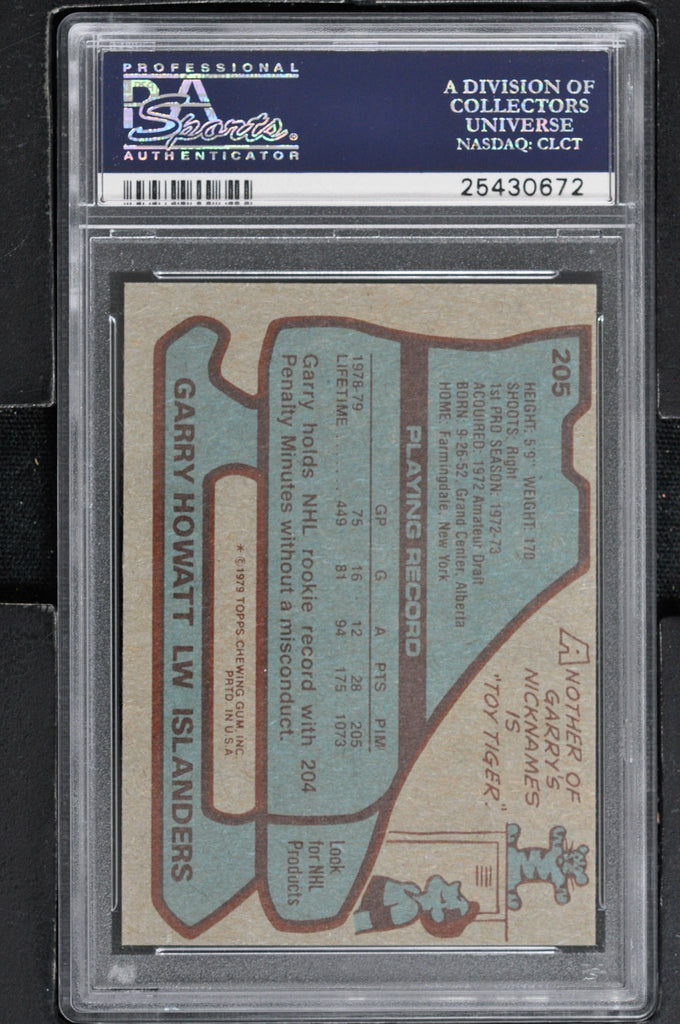 PROFESSIONAL
PSA
Sports
AUTHENTICATOR
A DIVISION OF
COLLECTORS
UNIVERSE
NASDAQ: CLCT
25430672
205
HEIGHT: 5'9" WEIGHT: 170
SHOOTS: Right
1st PRO SEASON: 1972-73
ACQUIRED: 1972 Amateur Draft
BORN: 9-26-52, Grand Center, Alberta
HOME: Farmingdale, New York
ANOTHER OF
GARRY'S
NICKNAMES
IS
"TOY TIGER."
PLAYING RECORD
GP G A PTS PIM
1978-79 75 16 12 28 205
LIFETIME 449 81 94 175 1073
Garry holds NHL rookie record with 204
Penalty Minutes without a misconduct.
Look
for NHL
Products
* ©1979 TOPPS CHEWING GUM, INC.
PRTD. IN U.S.A.
GARRY HOWATT LW ISLANDERS